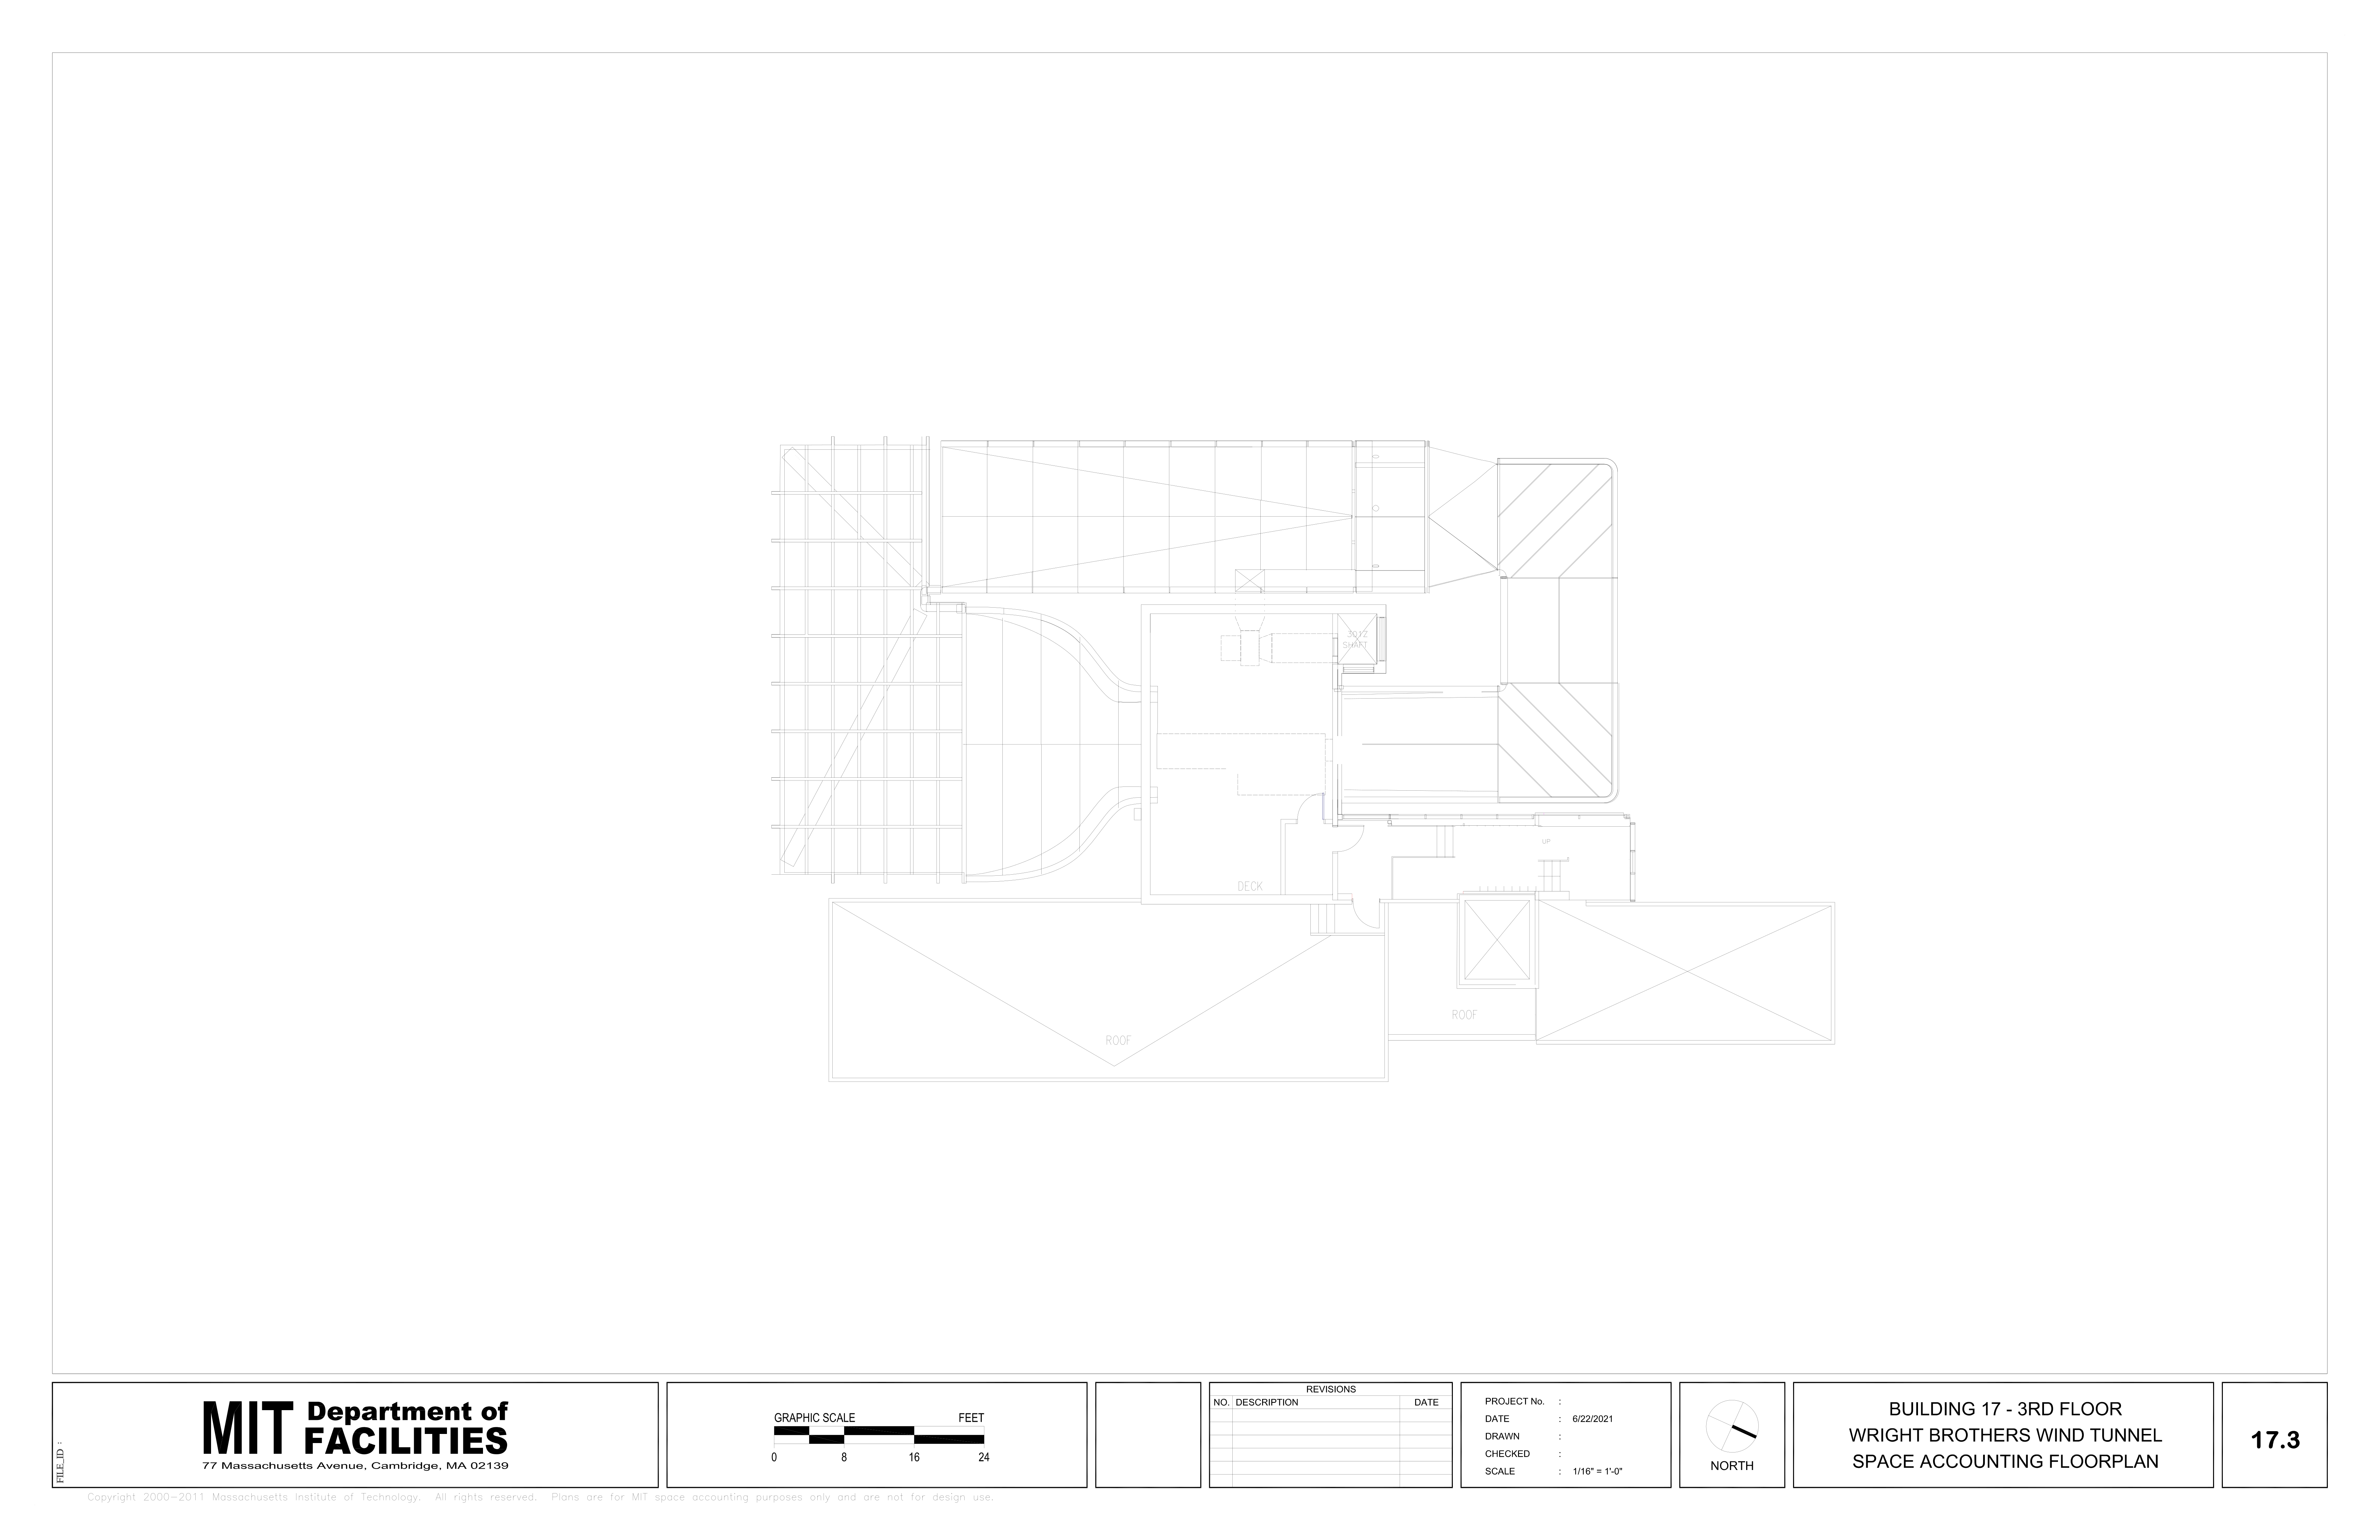 301Z
SHAFT
UP
DECK
ROOF
ROOF
FILE_ID :
MIT Department of
FACILITIES
77 Massachusetts Avenue, Cambridge, MA 02139
GRAPHIC SCALE FEET
0 8 16 24
REVISIONS
NO. DESCRIPTION DATE
PROJECT No. :
DATE : 6/22/2021
DRAWN :
CHECKED :
SCALE : 1/16" = 1'-0"
NORTH
BUILDING 17 - 3RD FLOOR
WRIGHT BROTHERS WIND TUNNEL
SPACE ACCOUNTING FLOORPLAN
17.3
Copyright 2000-2011 Massachusetts Institute of Technology. All rights reserved. Plans are for MIT space accounting purposes only and are not for design use.